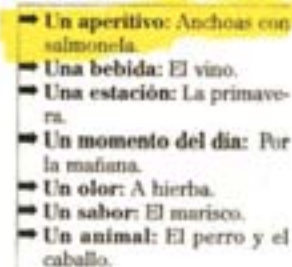 ➡ Un aperitivo: Anchoas con
salmonela.
➡ Una bebida: El vino.
➡ Una estación: La primave-
ra.
➡ Un momento del día: Por
la mañana.
➡ Un olor: A hierba.
➡ Un sabor: El marisco.
➡ Un animal: El perro y el
caballo.